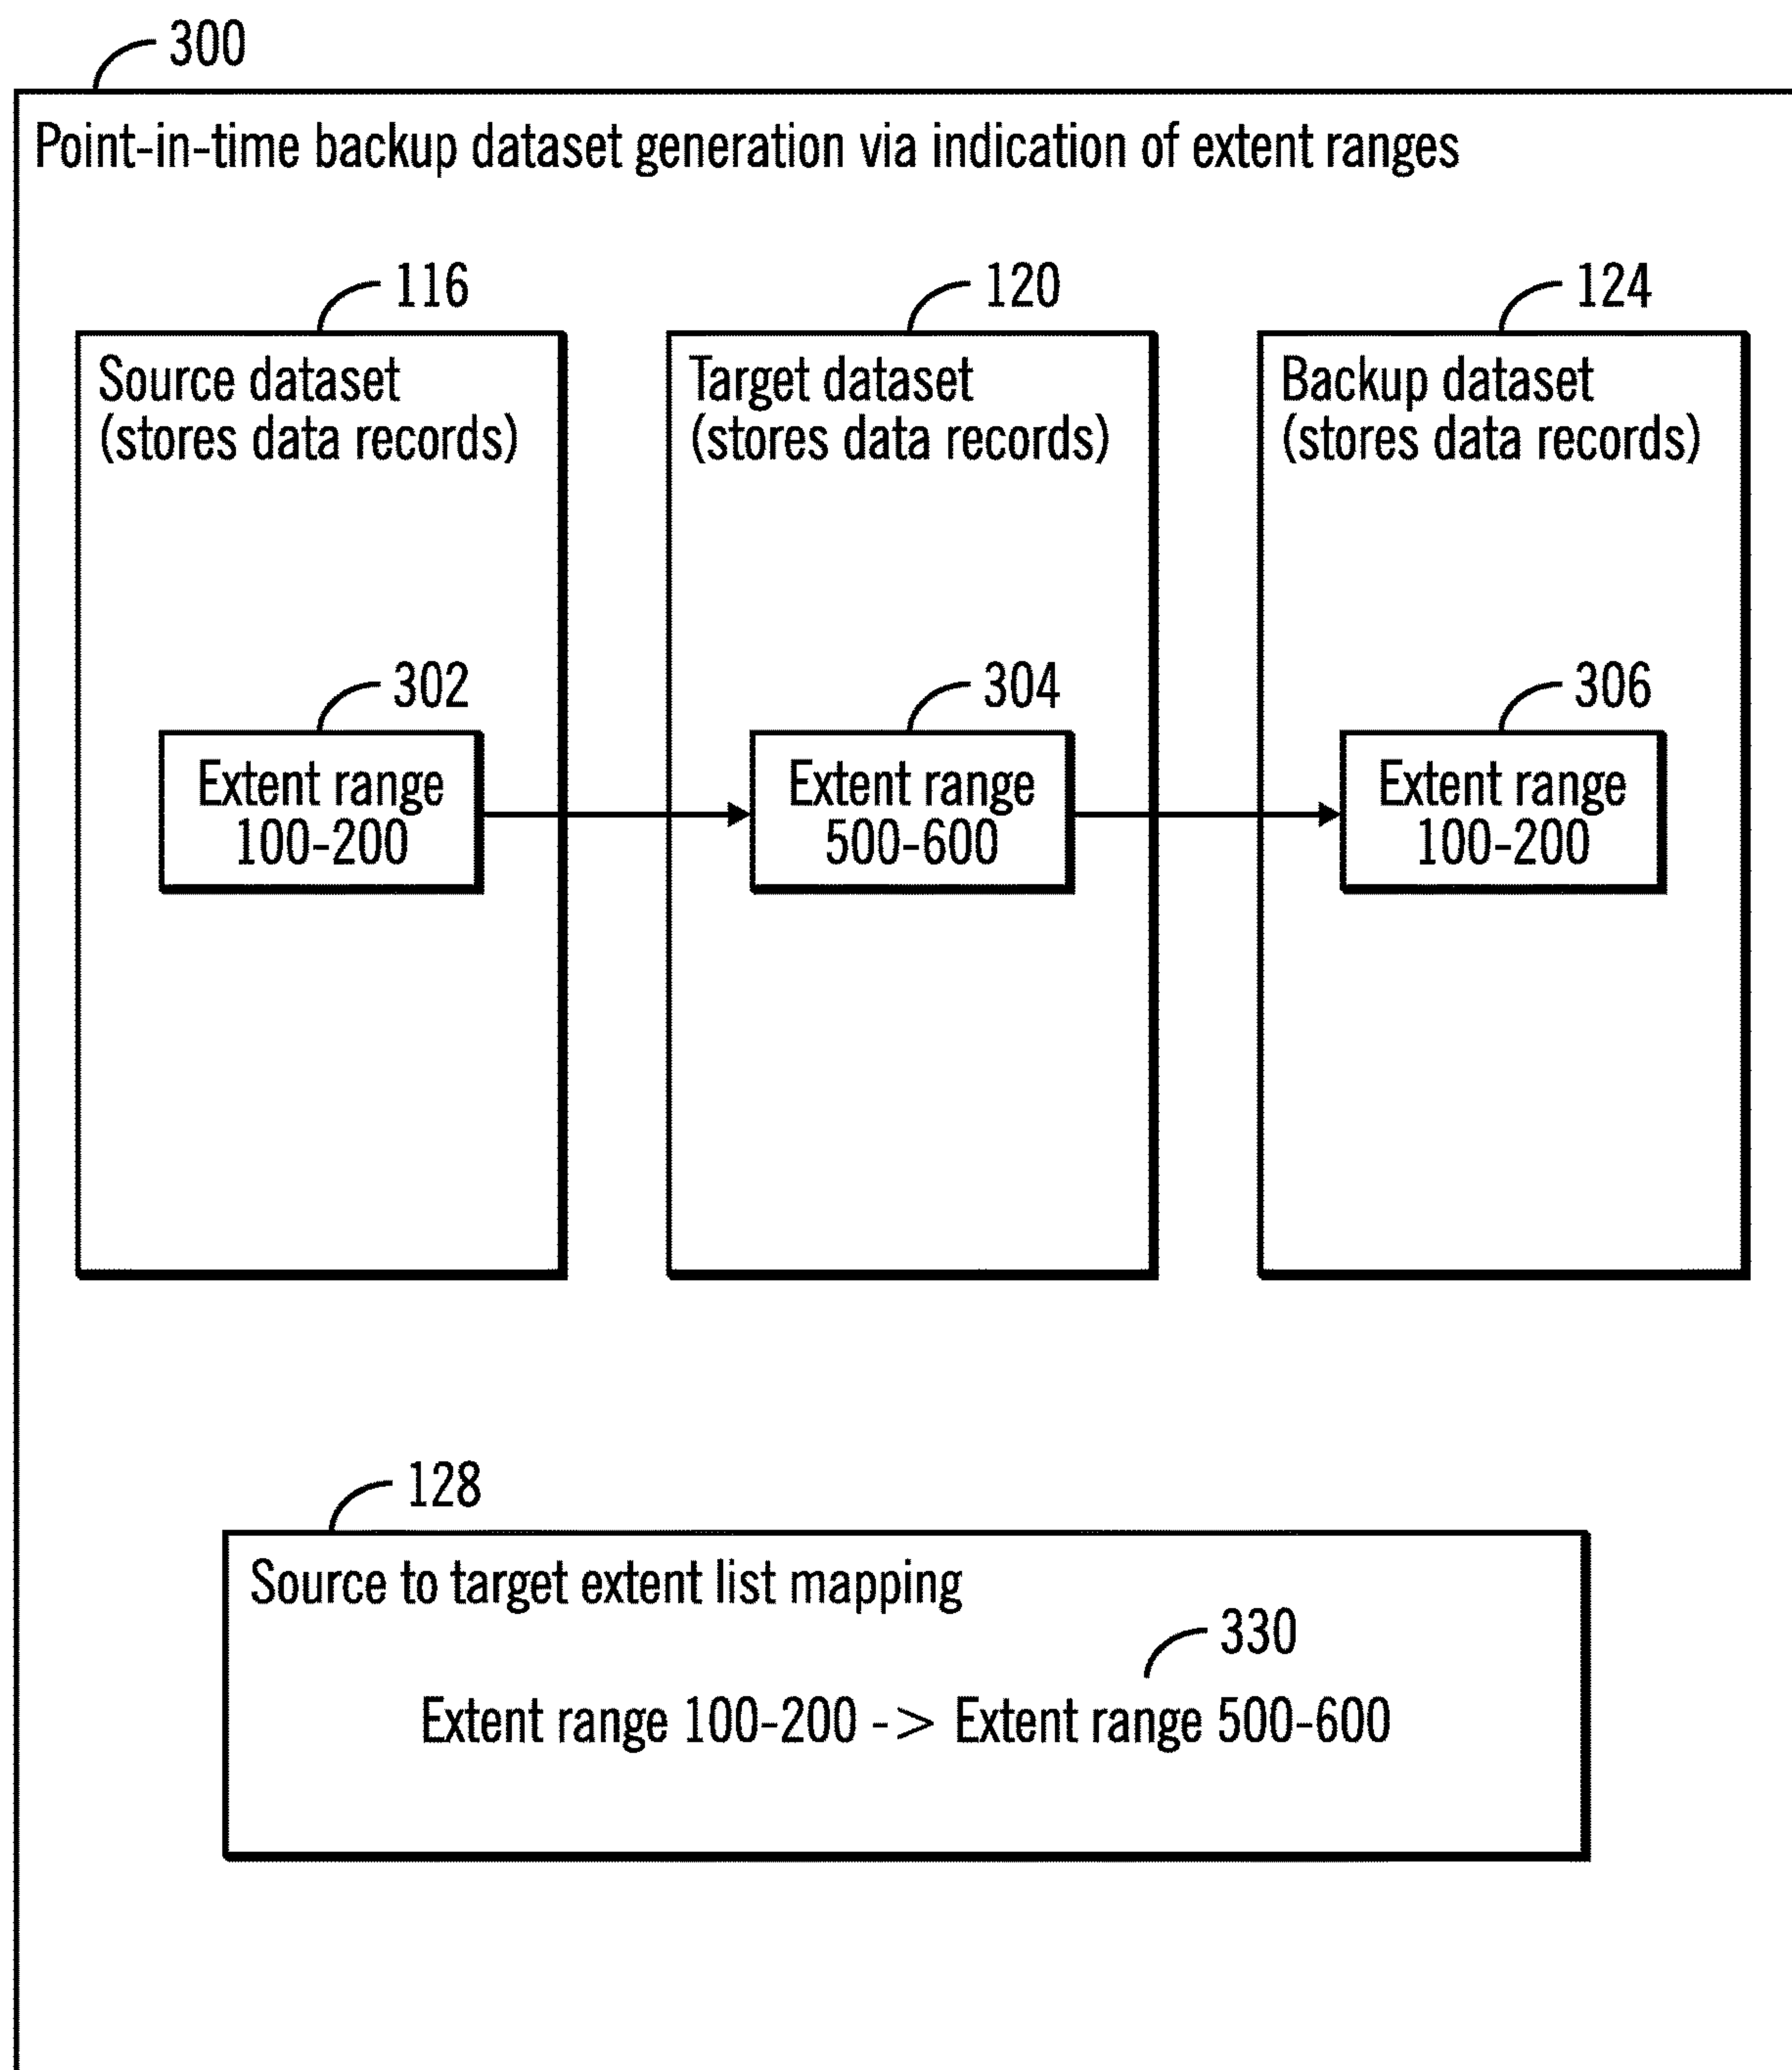 300
Point-in-time backup dataset generation via indication of extent ranges
116
Source dataset
(stores data records)
302
Extent range
100-200
120
Target dataset
(stores data records)
304
Extent range
500-600
124
Backup dataset
(stores data records)
306
Extent range
100-200
128
Source to target extent list mapping
330
Extent range 100-200 -> Extent range 500-600